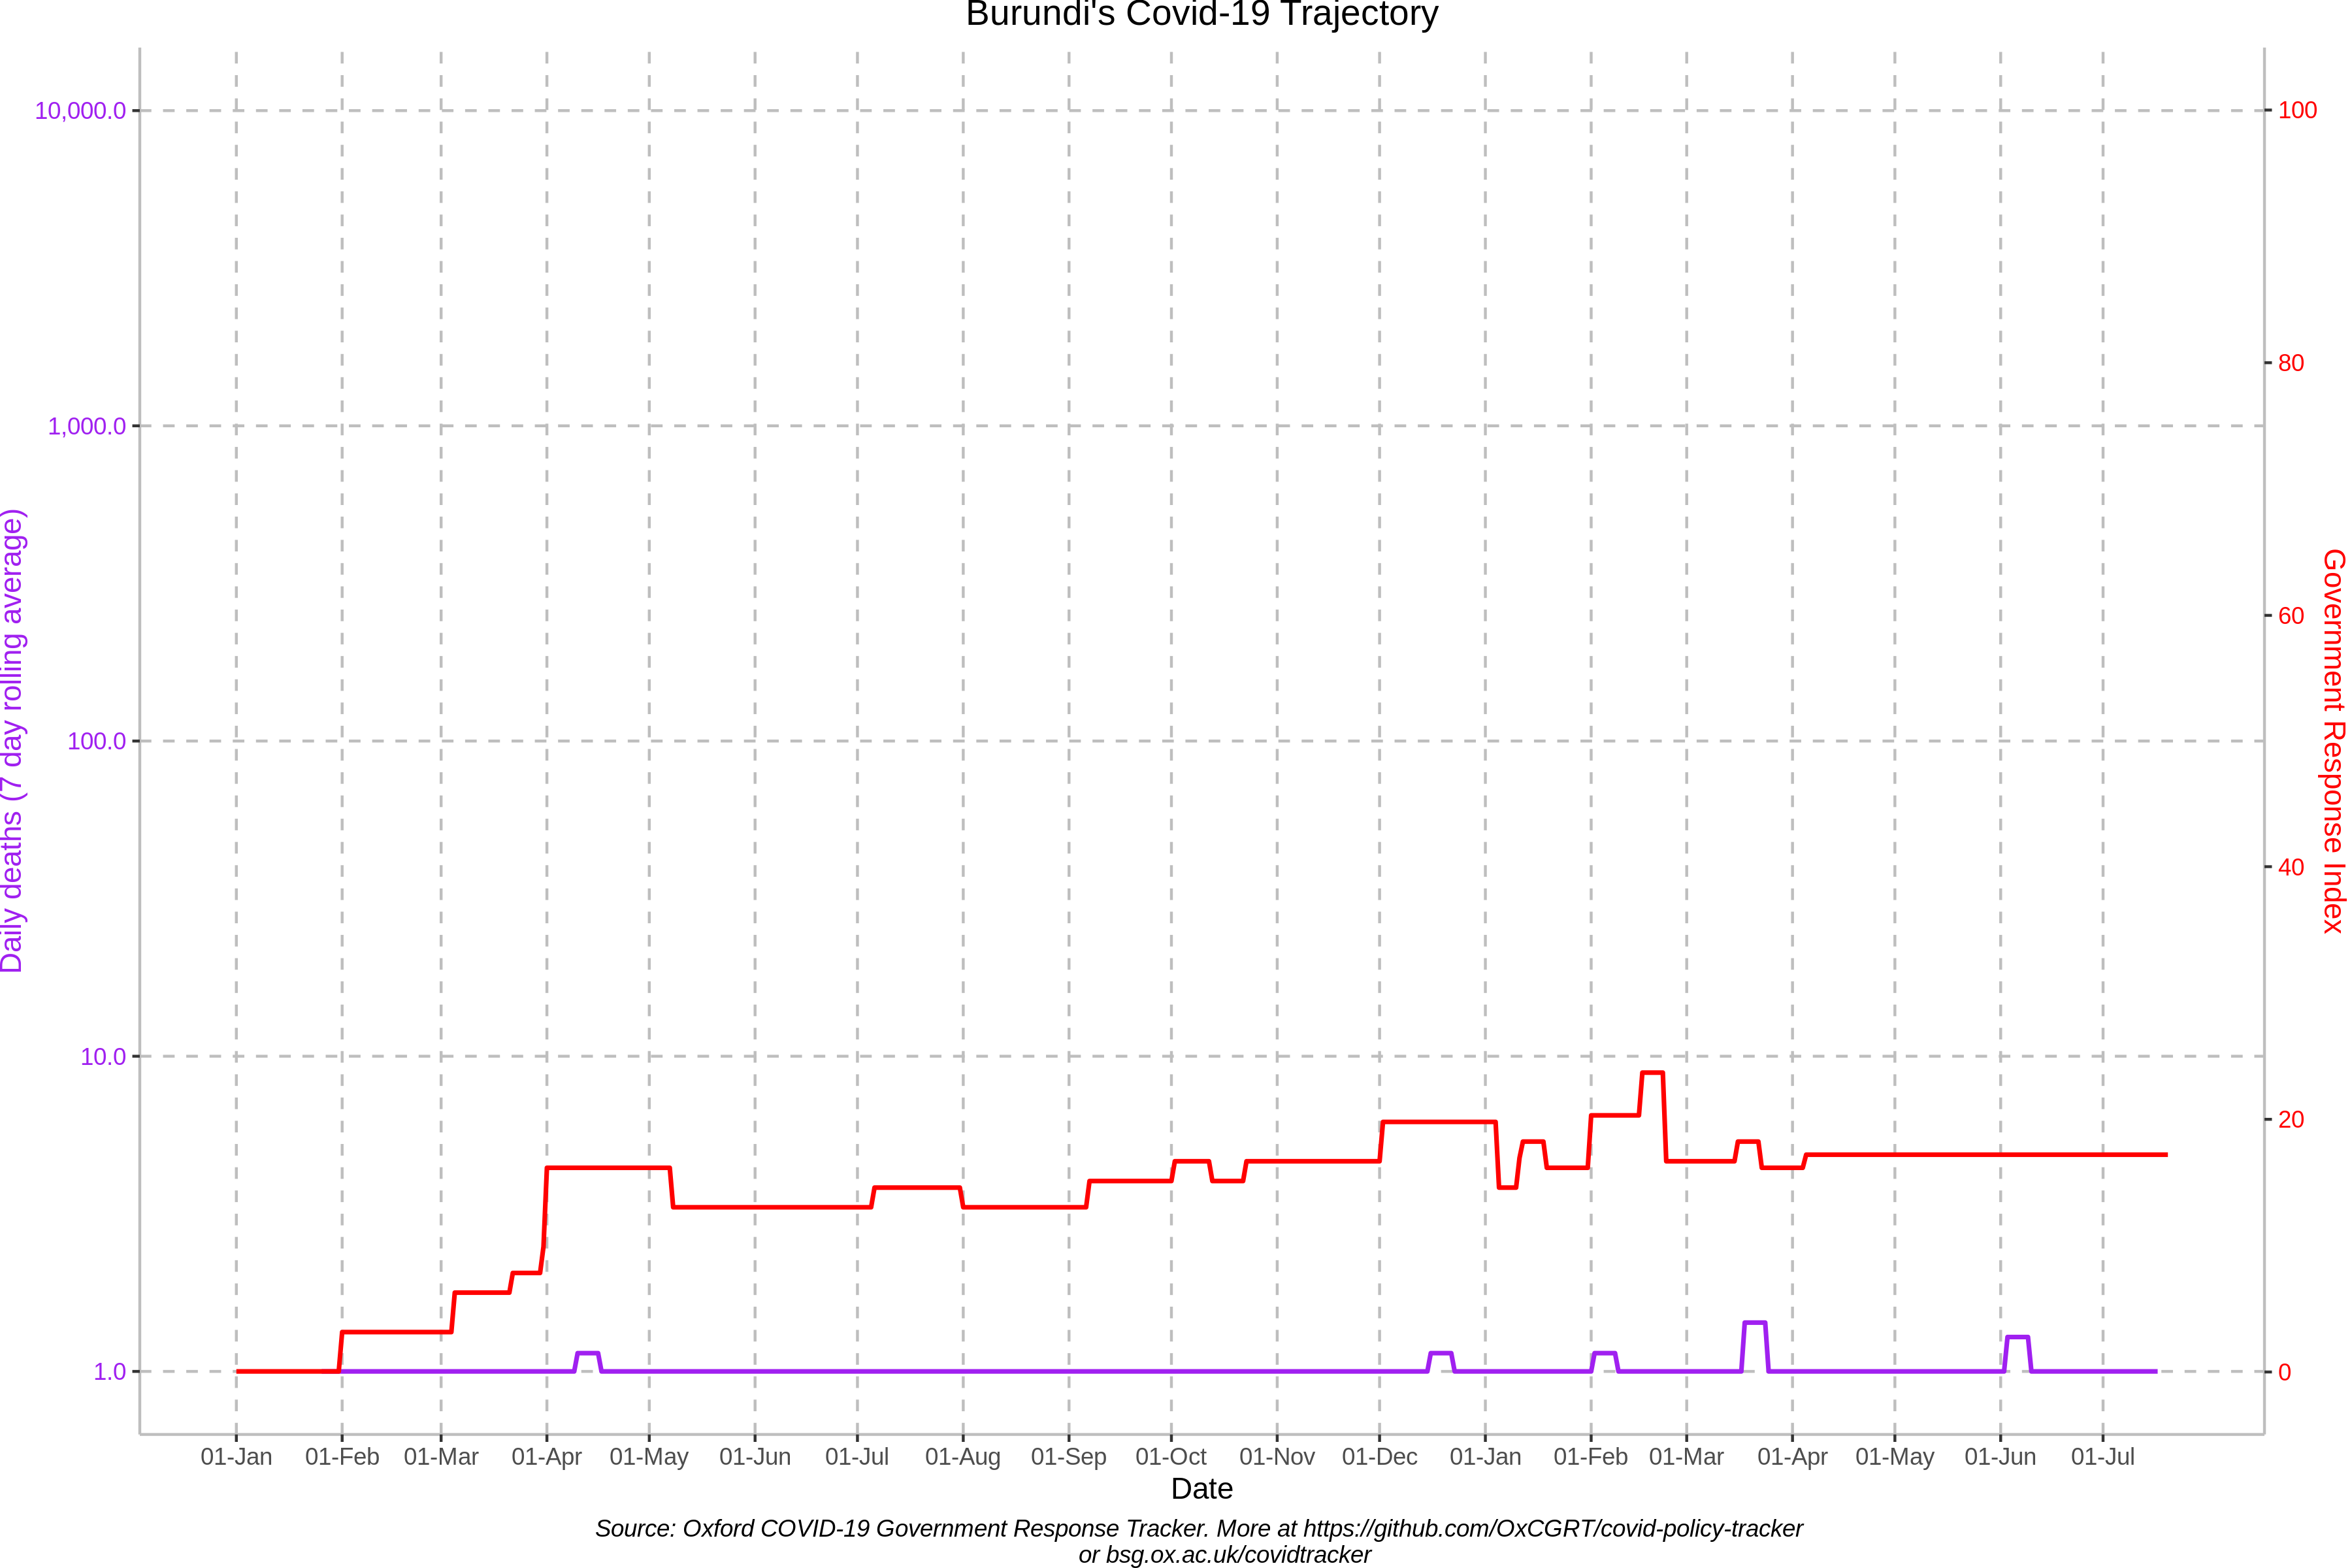 Burundi's Covid-19 Trajectory
10,000.0
1,000.0
100.0
10.0
1.0
Daily deaths (7 day rolling average)
100
80
60
40
20
0
Government Response Index
01-Jan 01-Feb 01-Mar 01-Apr 01-May 01-Jun 01-Jul 01-Aug 01-Sep 01-Oct 01-Nov 01-Dec 01-Jan 01-Feb 01-Mar 01-Apr 01-May 01-Jun 01-Jul
Date
Source: Oxford COVID-19 Government Response Tracker. More at https://github.com/OxCGRT/covid-policy-tracker
or bsg.ox.ac.uk/covidtracker